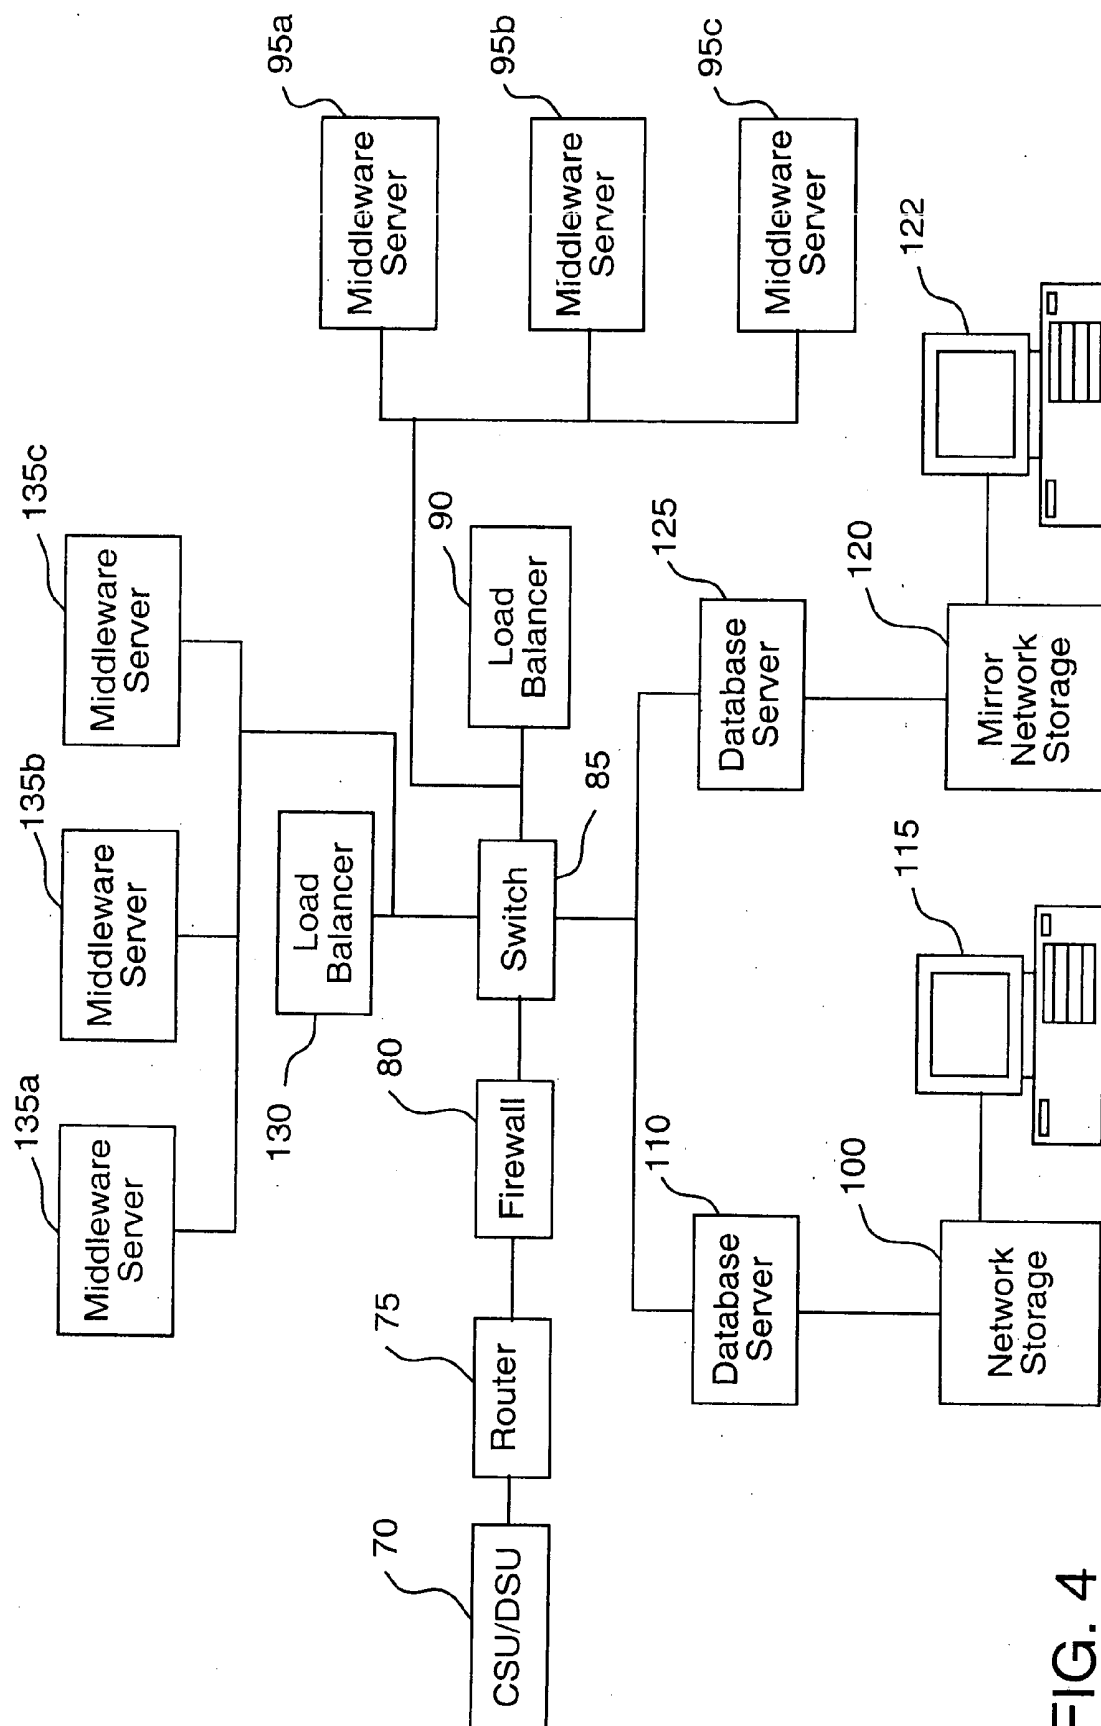 135a
Middleware
Server
135b
Middleware
Server
135c
Middleware
Server
130
Load
Balancer
90
Load
Balancer
95a
Middleware
Server
95b
Middleware
Server
95c
Middleware
Server
70
CSU/DSU
75
Router
80
Firewall
Switch
85
110
Database
Server
125
Database
Server
100
Network
Storage
115
120
Mirror
Network
Storage
122
FIG. 4